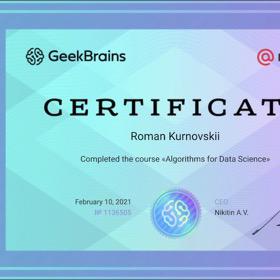 GeekBrains
@
CERTIFICAT
Roman Kurnovskii
Completed the course «Algorithms for Data Science»
February 10, 2021
CEO
№ 1136505
Nikitin A.V.